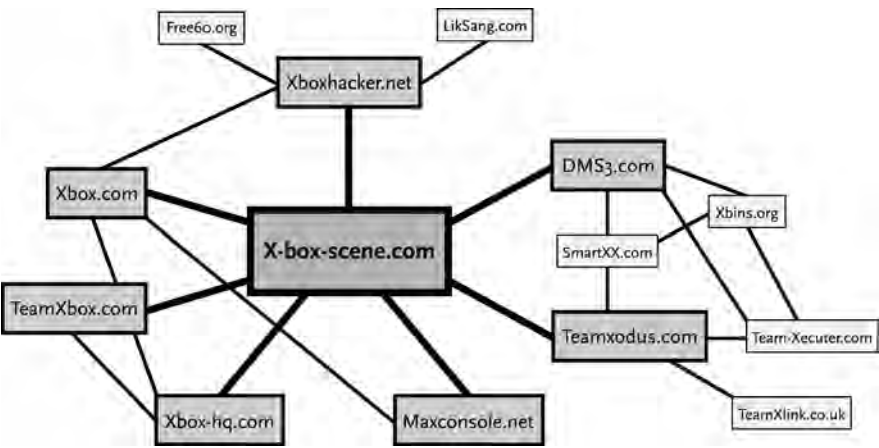 Free60.org
LikSang.com
Xboxhacker.net
DMS3.com
Xbox.com
Xbins.org
X-box-scene.com
SmartXX.com
TeamXbox.com
Teamxodus.com
Team-Xecuter.com
Xbox-hq.com
Maxconsole.net
TeamXlink.co.uk